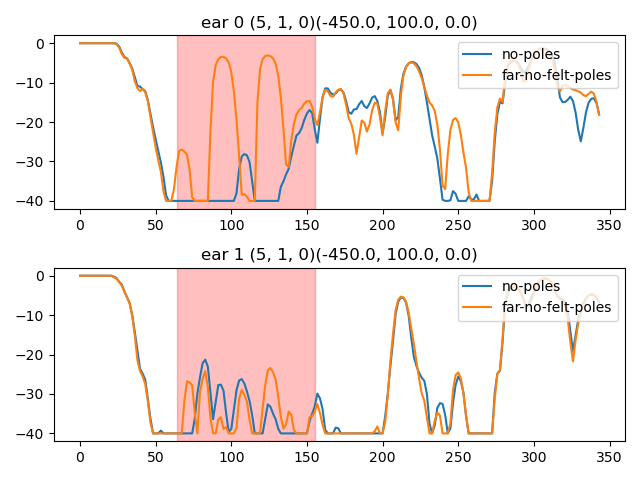 ear 0 (5, 1, 0)(-450.0, 100.0, 0.0)
0
−10
−20
−30
−40
no-poles
far-no-felt-poles
0 50 100 150 200 250 300 350
ear 1 (5, 1, 0)(-450.0, 100.0, 0.0)
0
−10
−20
−30
−40
no-poles
far-no-felt-poles
0 50 100 150 200 250 300 350